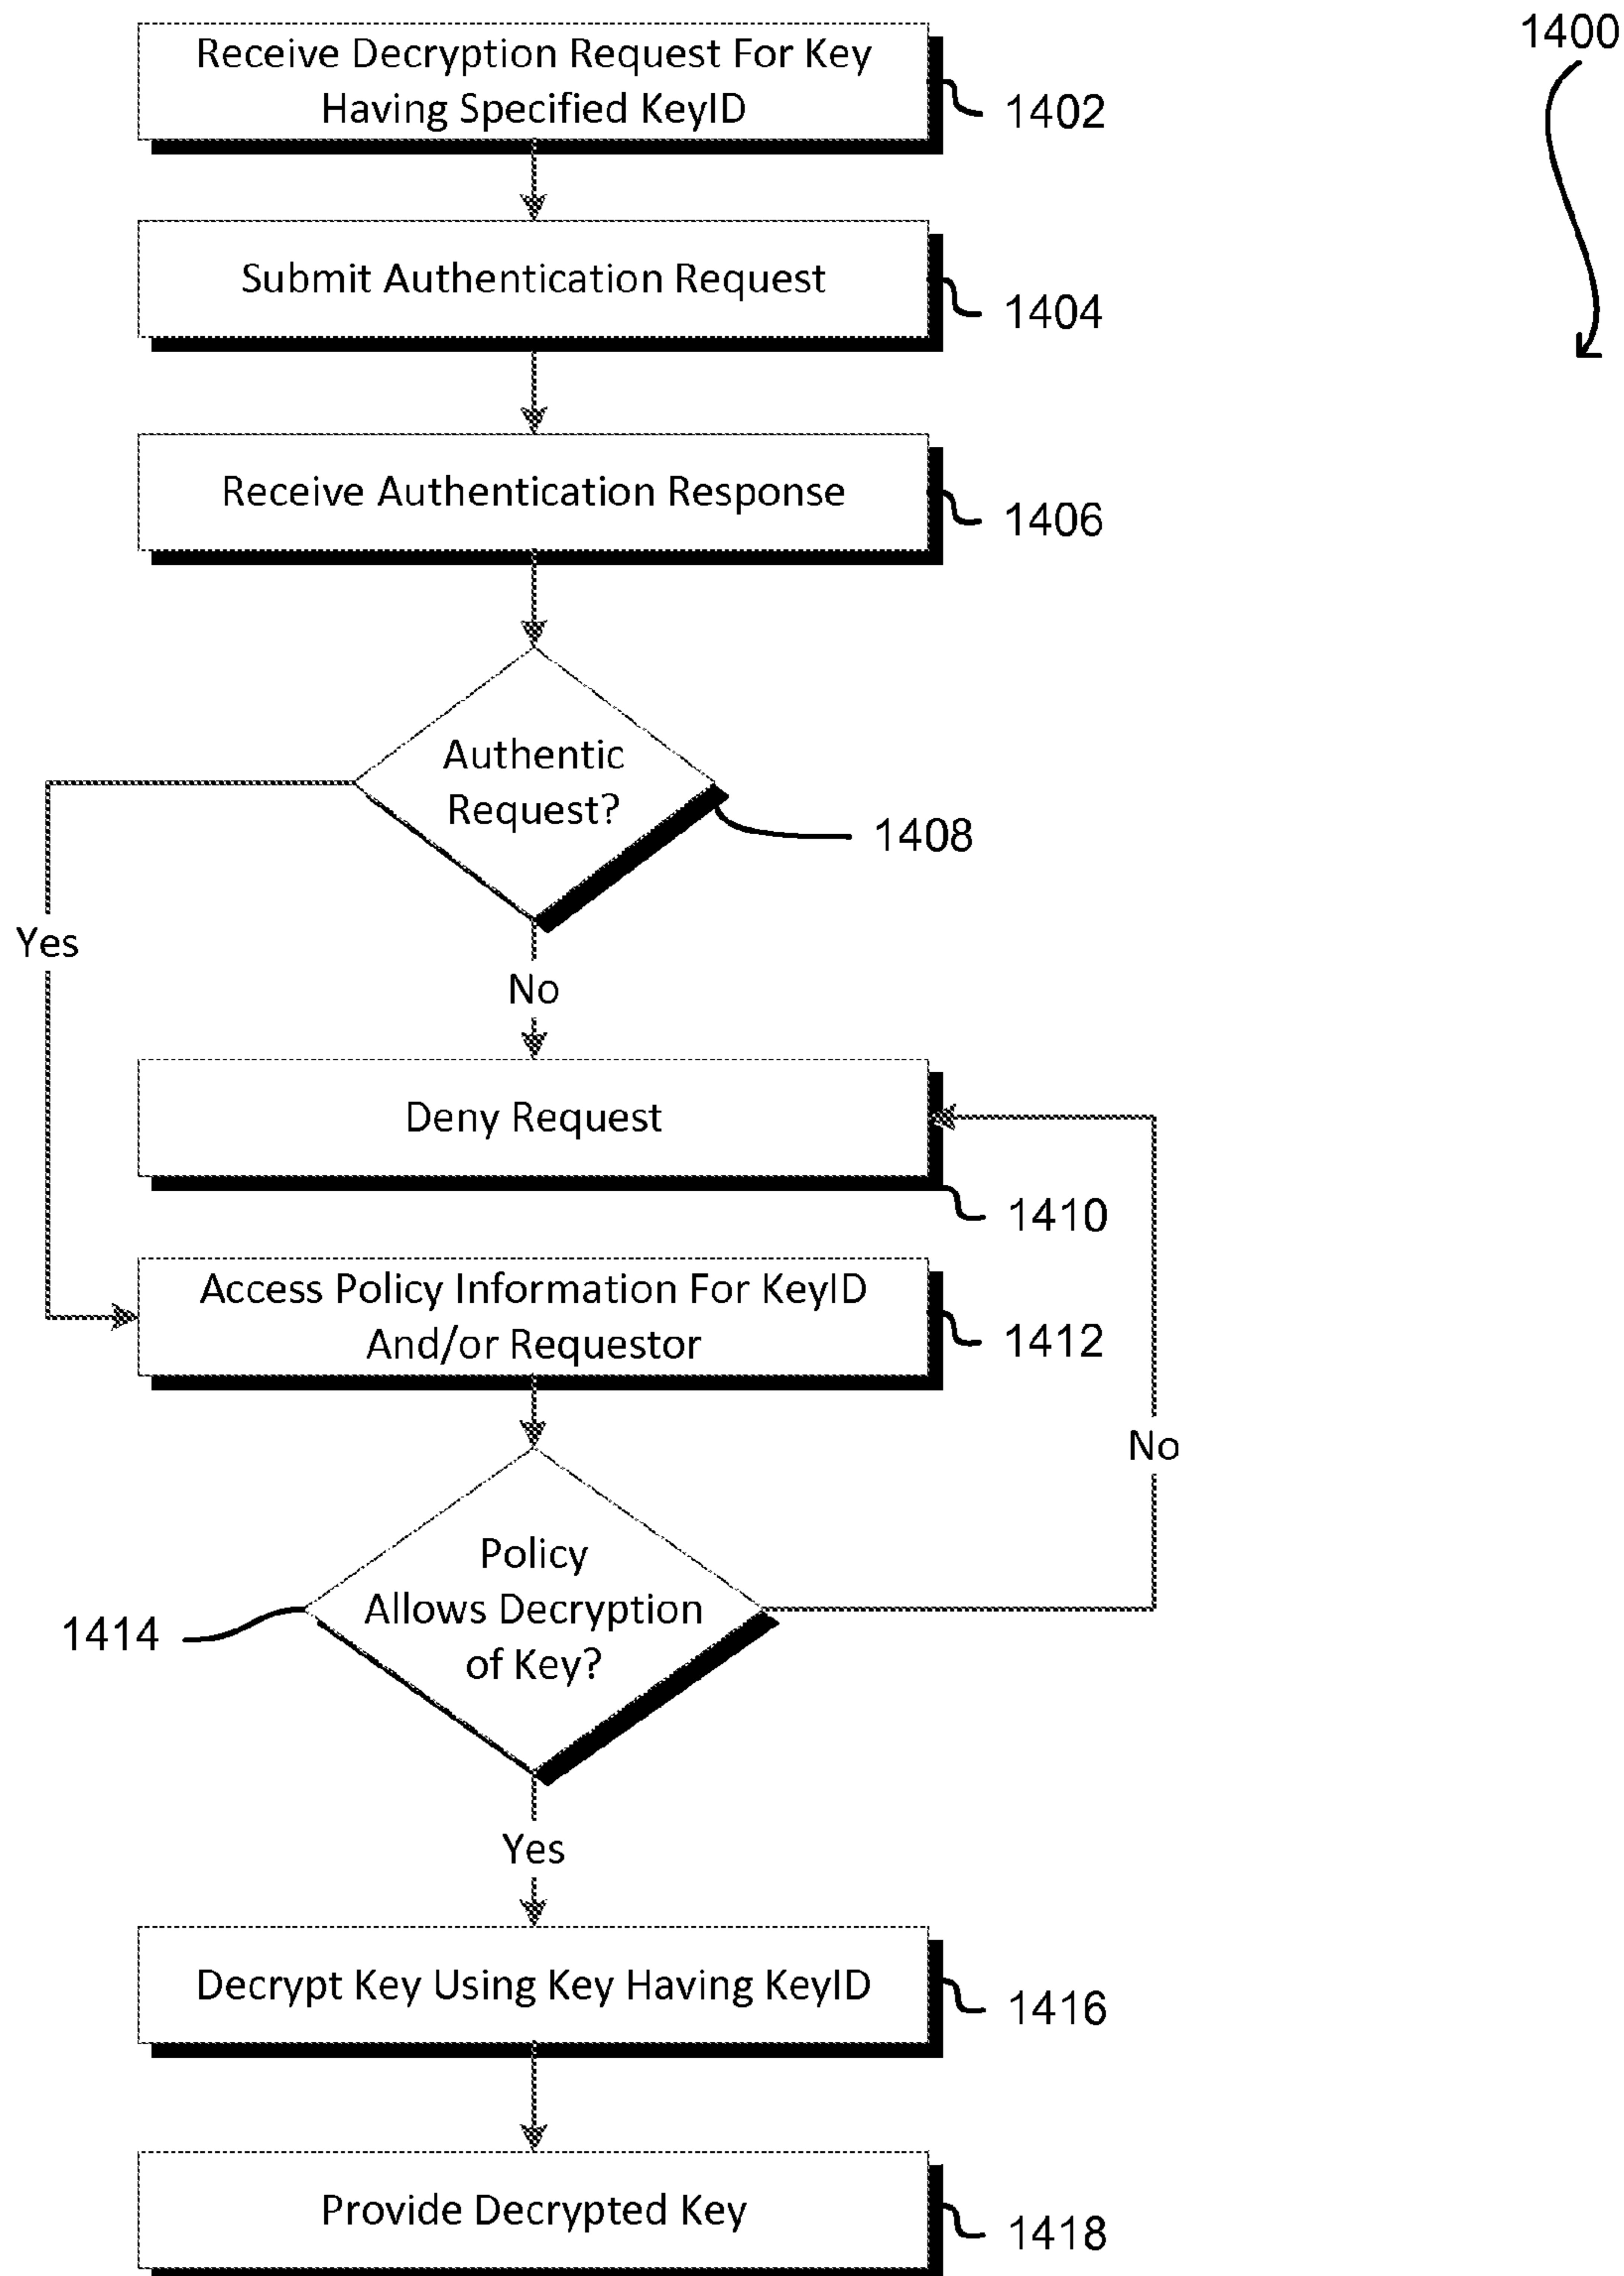 1400
Receive Decryption Request For Key
Having Specified KeyID
1402
Submit Authentication Request
1404
Receive Authentication Response
1406
Authentic
Request?
1408
Yes
No
Deny Request
1410
Access Policy Information For KeyID
And/or Requestor
1412
No
Policy
Allows Decryption
of Key?
1414
Yes
Decrypt Key Using Key Having KeyID
1416
Provide Decrypted Key
1418